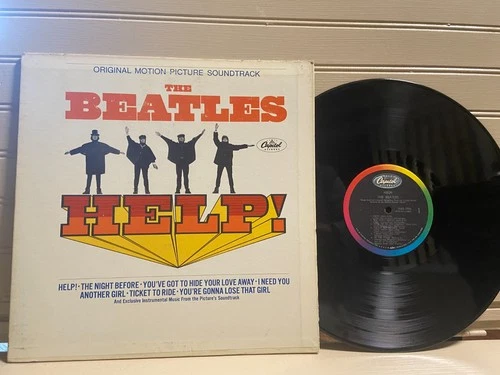 ORIGINAL MOTION PICTURE SOUNDTRACK
THE
BEATLES
Capitol
RECORDS
HELP!
HELP! · THE NIGHT BEFORE · YOU'VE GOT TO HIDE YOUR LOVE AWAY · I NEED YOU
ANOTHER GIRL · TICKET TO RIDE · YOU'RE GONNA LOSE THAT GIRL
And Exclusive Instrumental Music From the Picture's Soundtrack
Capitol
THE BEATLES